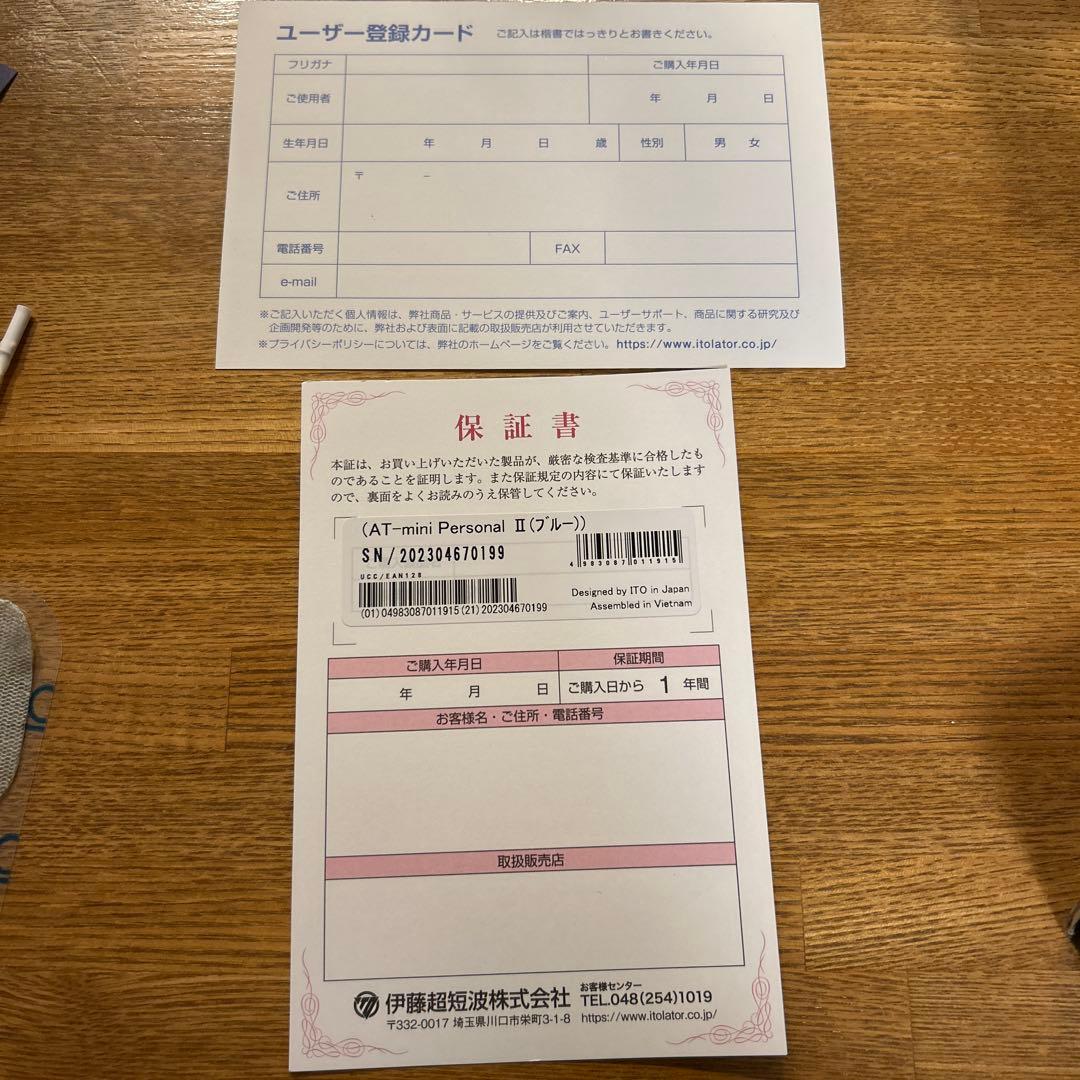 ユーザー登録カード ご記入は楷書ではっきりとお書きください。
フリガナ ご購入年月日
ご使用者 年 月 日
生年月日 年 月 日 歳 性別 男 女
〒 −
ご住所
電話番号 FAX
e-mail
※ご記入いただく個人情報は、弊社商品・サービスの提供及びご案内、ユーザーサポート、商品に関する研究及び
企画開発等のために、弊社および表面に記載の取扱販売店が利用させていただきます。
※プライバシーポリシーについては、弊社のホームページをご覧ください。 https://www.itolator.co.jp/
保証書
本証は、お買い上げいただいた製品が、厳密な検査基準に合格したも
のであることを証明します。また保証規定の内容にて保証いたします
ので、裏面をよくお読みのうえ保管してください。
(AT-mini Personal Ⅱ(ブルー))
SN/202304670199
4 983087 011915
UCC/EAN128
(01)04983087011915(21)202304670199
Designed by ITO in Japan
Assembled in Vietnam
ご購入年月日 保証期間
年 月 日 ご購入日から 1 年間
お客様名・ご住所・電話番号
取扱販売店
伊藤超短波株式会社 お客様センター TEL.048(254)1019
〒332-0017 埼玉県川口市栄町3-1-8 https://www.itolator.co.jp/